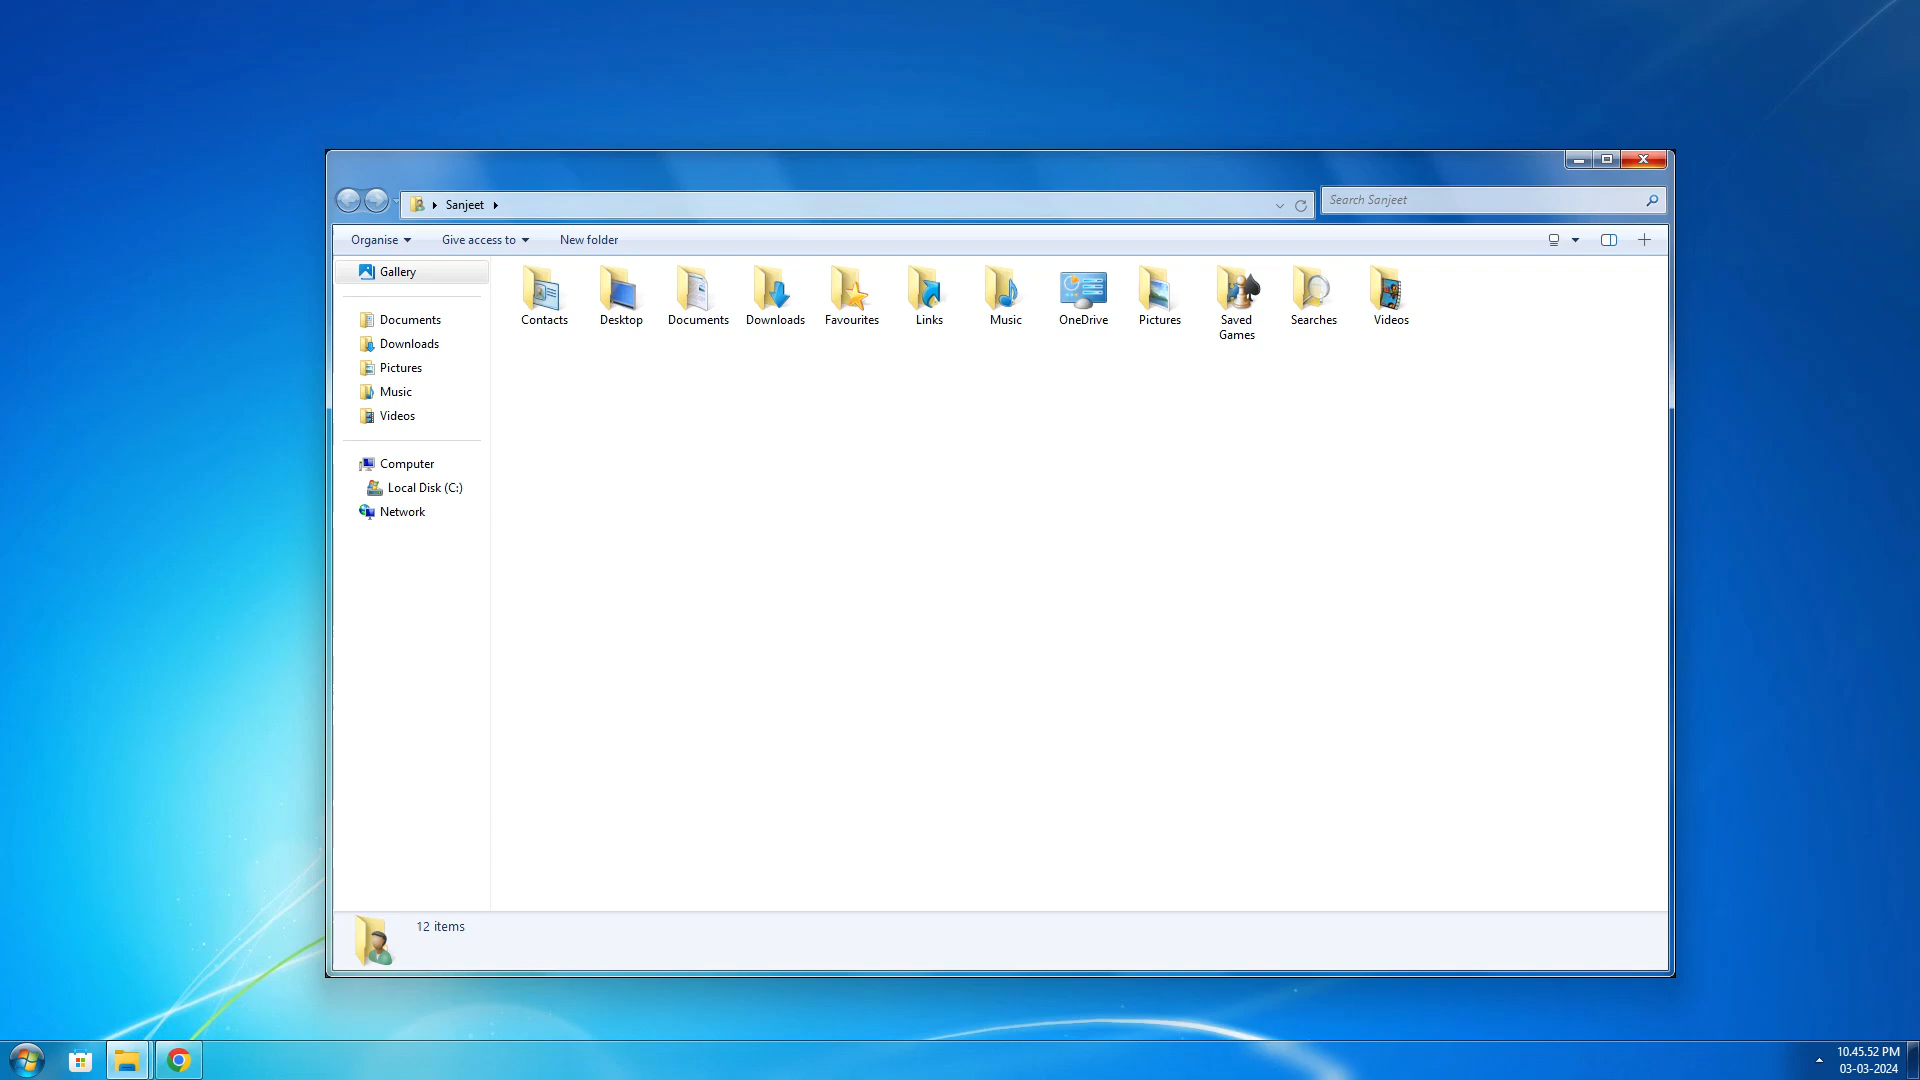 Sanjeet
Search Sanjeet
Organise
Give access to
New folder
Gallery
Documents
Downloads
Pictures
Music
Videos
Computer
Local Disk (C:)
Network
Contacts
Desktop
Documents
Downloads
Favourites
Links
Music
OneDrive
Pictures
Saved
Games
Searches
Videos
12 items
10.45.52 PM
03-03-2024